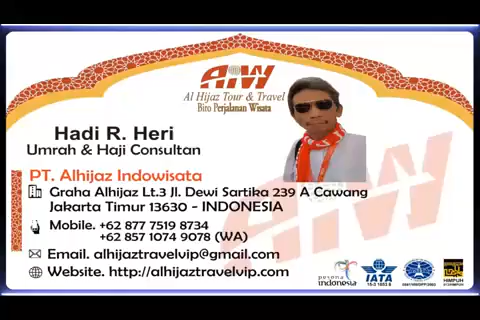 AIW
Al Hijaz Tour & Travel
Biro Perjalanan Wisata
Hadi R. Heri
Umrah & Haji Consultan
PT. Alhijaz Indowisata
Graha Alhijaz Lt.3 Jl. Dewi Sartika 239 A Cawang
Jakarta Timur 13630 - INDONESIA
Mobile. +62 877 7519 8734
+62 857 1074 9078 (WA)
Email. alhijaztravelvip@gmail.com
Website. http://alhijaztravelvip.com
pesona
indonesia
IATA
HIMPUH